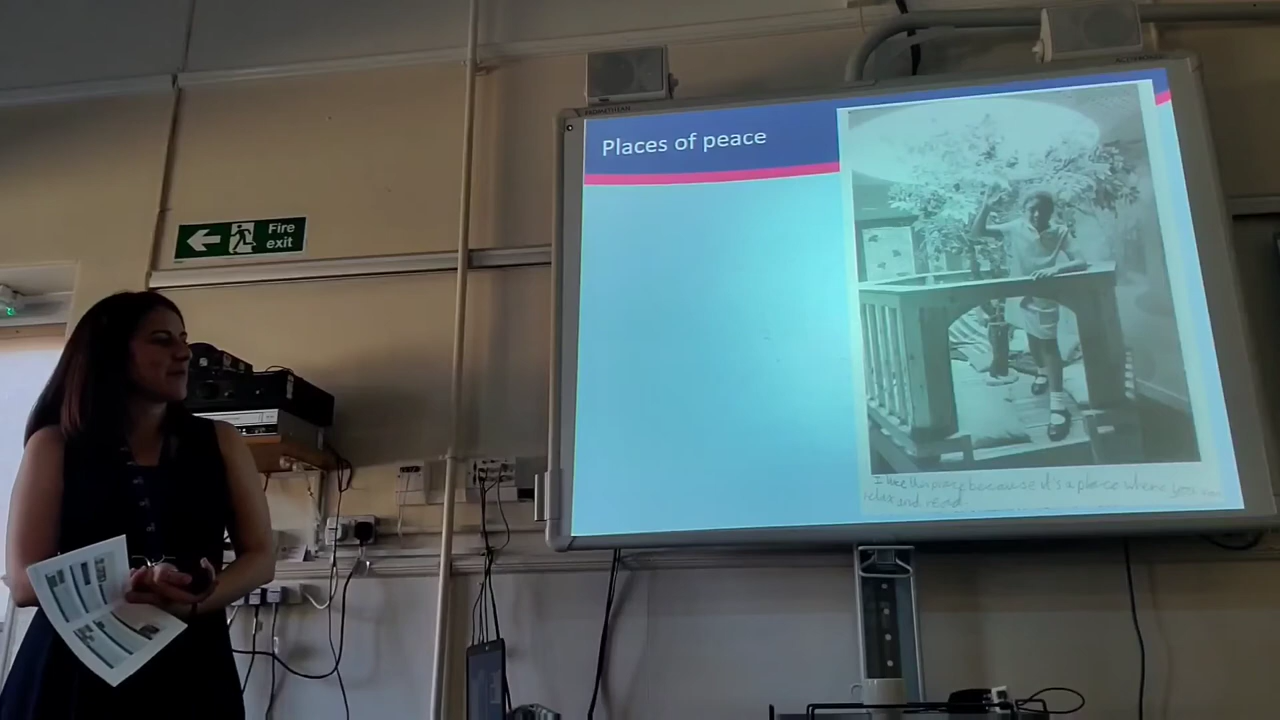 Places of peace
Fire
exit
I like this place because it's a place where you can
relax and read.